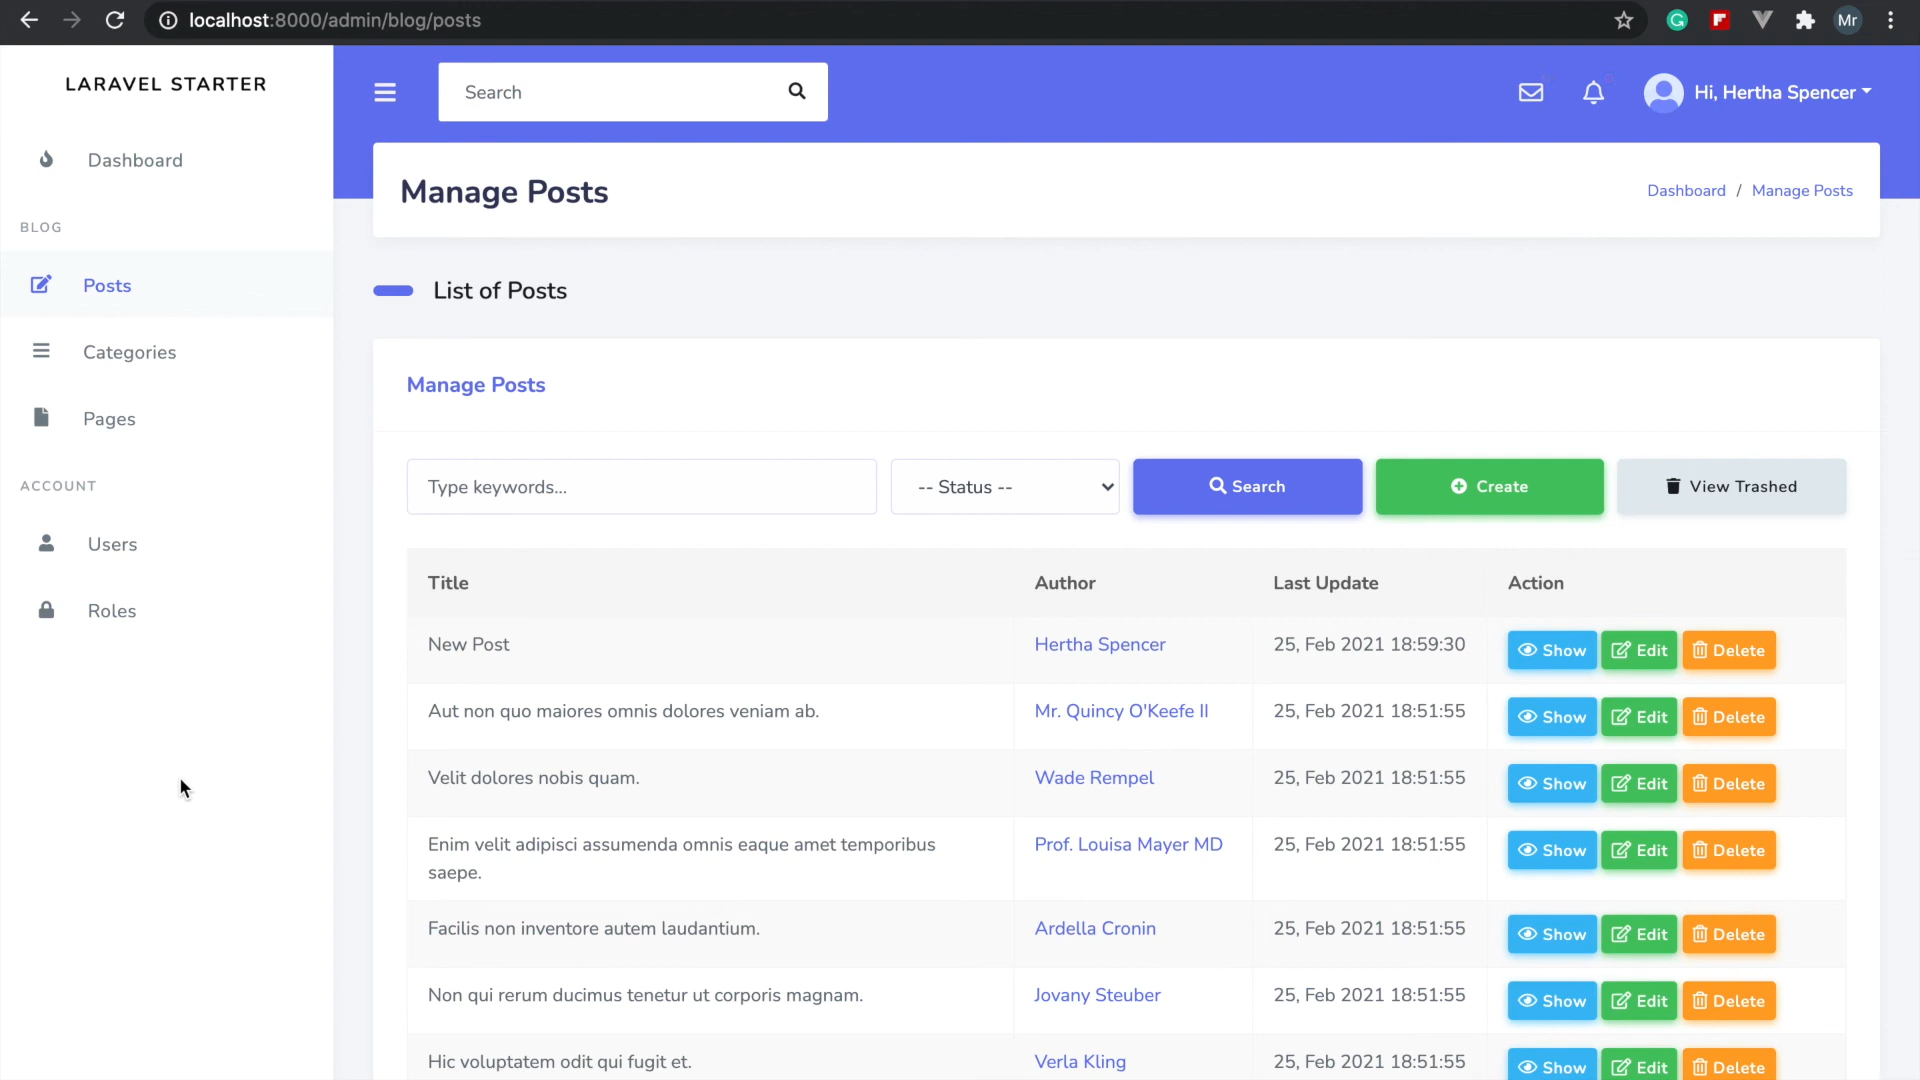 localhost:8000/admin/blog/posts
Mr
LARAVEL STARTER
Search
Hi, Hertha Spencer
Dashboard
BLOG
Posts
Categories
Pages
ACCOUNT
Users
Roles
Manage Posts
Dashboard / Manage Posts
List of Posts
Manage Posts
Type keywords...
-- Status --
Search
Create
View Trashed
Title Author Last Update Action
New Post Hertha Spencer 25, Feb 2021 18:59:30 Show Edit Delete
Aut non quo maiores omnis dolores veniam ab. Mr. Quincy O'Keefe II 25, Feb 2021 18:51:55 Show Edit Delete
Velit dolores nobis quam. Wade Rempel 25, Feb 2021 18:51:55 Show Edit Delete
Enim velit adipisci assumenda omnis eaque amet temporibus Prof. Louisa Mayer MD 25, Feb 2021 18:51:55 Show Edit Delete
saepe.
Facilis non inventore autem laudantium. Ardella Cronin 25, Feb 2021 18:51:55 Show Edit Delete
Non qui rerum ducimus tenetur ut corporis magnam. Jovany Steuber 25, Feb 2021 18:51:55 Show Edit Delete
Hic voluptatem odit qui fugit et. Verla Kling 25, Feb 2021 18:51:55 Show Edit Delete